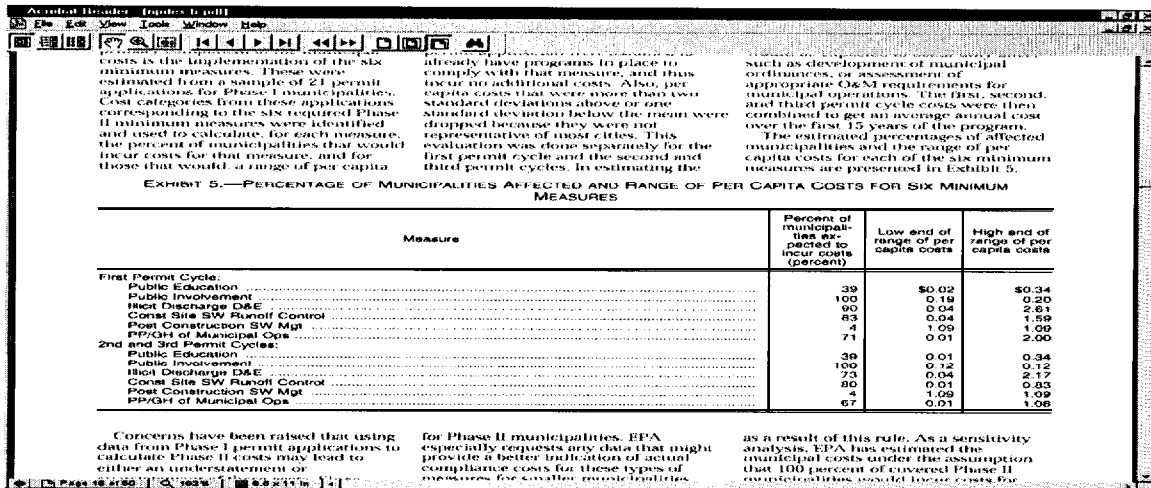 Acrobat Reader - [npdes b.pdf]
File Edit View Tools Window Help
costs is the implementation of the six
minimum measures. These were
estimated from a sample of 21 permit
applications for Phase I municipalities.
Cost categories from these applications
corresponding to the six required Phase
II minimum measures were identified
and used to calculate, for each measure,
the percent of municipalities that would
incur costs for that measure, and for
those that would, a range of per capita
already have programs in place to
comply with that measure, and thus
incur no additional costs. Also, per
capita costs that were more than two
standard deviations above or one
standard deviation below the mean were
dropped because they were not
representative of most cities. This
evaluation was done separately for the
first permit cycle and the second and
third permit cycles. In estimating the
such as development of municipal
ordinances, or assessment of
appropriate O&M requirements for
municipal operations. The first, second,
and third permit cycle costs were then
combined to get an average annual cost
over the first 15 years of the program.
The estimated percentages of affected
municipalities and the range of per
capita costs for each of the six minimum
measures are presented in Exhibit 5.
EXHIBIT 5.—PERCENTAGE OF MUNICIPALITIES AFFECTED AND RANGE OF PER CAPITA COSTS FOR SIX MINIMUM
MEASURES
Measure
Percent of
municipali-
ties ex-
pected to
incur costs
(percent)
Low end of
range of per
capita costs
High end of
range of per
capita costs
First Permit Cycle:
Public Education 39 $0.02 $0.34
Public Involvement 100 0.19 0.20
Illicit Discharge D&E 90 0.04 2.61
Const Site SW Runoff Control 83 0.04 1.59
Post Construction SW Mgt 4 1.09 1.09
PP/GH of Municipal Ops 71 0.01 2.00
2nd and 3rd Permit Cycles:
Public Education 39 0.01 0.34
Public Involvement 100 0.12 0.12
Illicit Discharge D&E 73 0.04 2.17
Const Site SW Runoff Control 80 0.01 0.83
Post Construction SW Mgt 4 1.09 1.09
PP/GH of Municipal Ops 67 0.01 1.08
Concerns have been raised that using
data from Phase I permit applications to
calculate Phase II costs may lead to
either an understatement or
for Phase II municipalities. EPA
especially requests any data that might
provide a better indication of actual
compliance costs for these types of
measures for smaller municipalities
as a result of this rule. As a sensitivity
analysis, EPA has estimated the
municipal costs under the assumption
that 100 percent of covered Phase II
municipalities would incur costs for